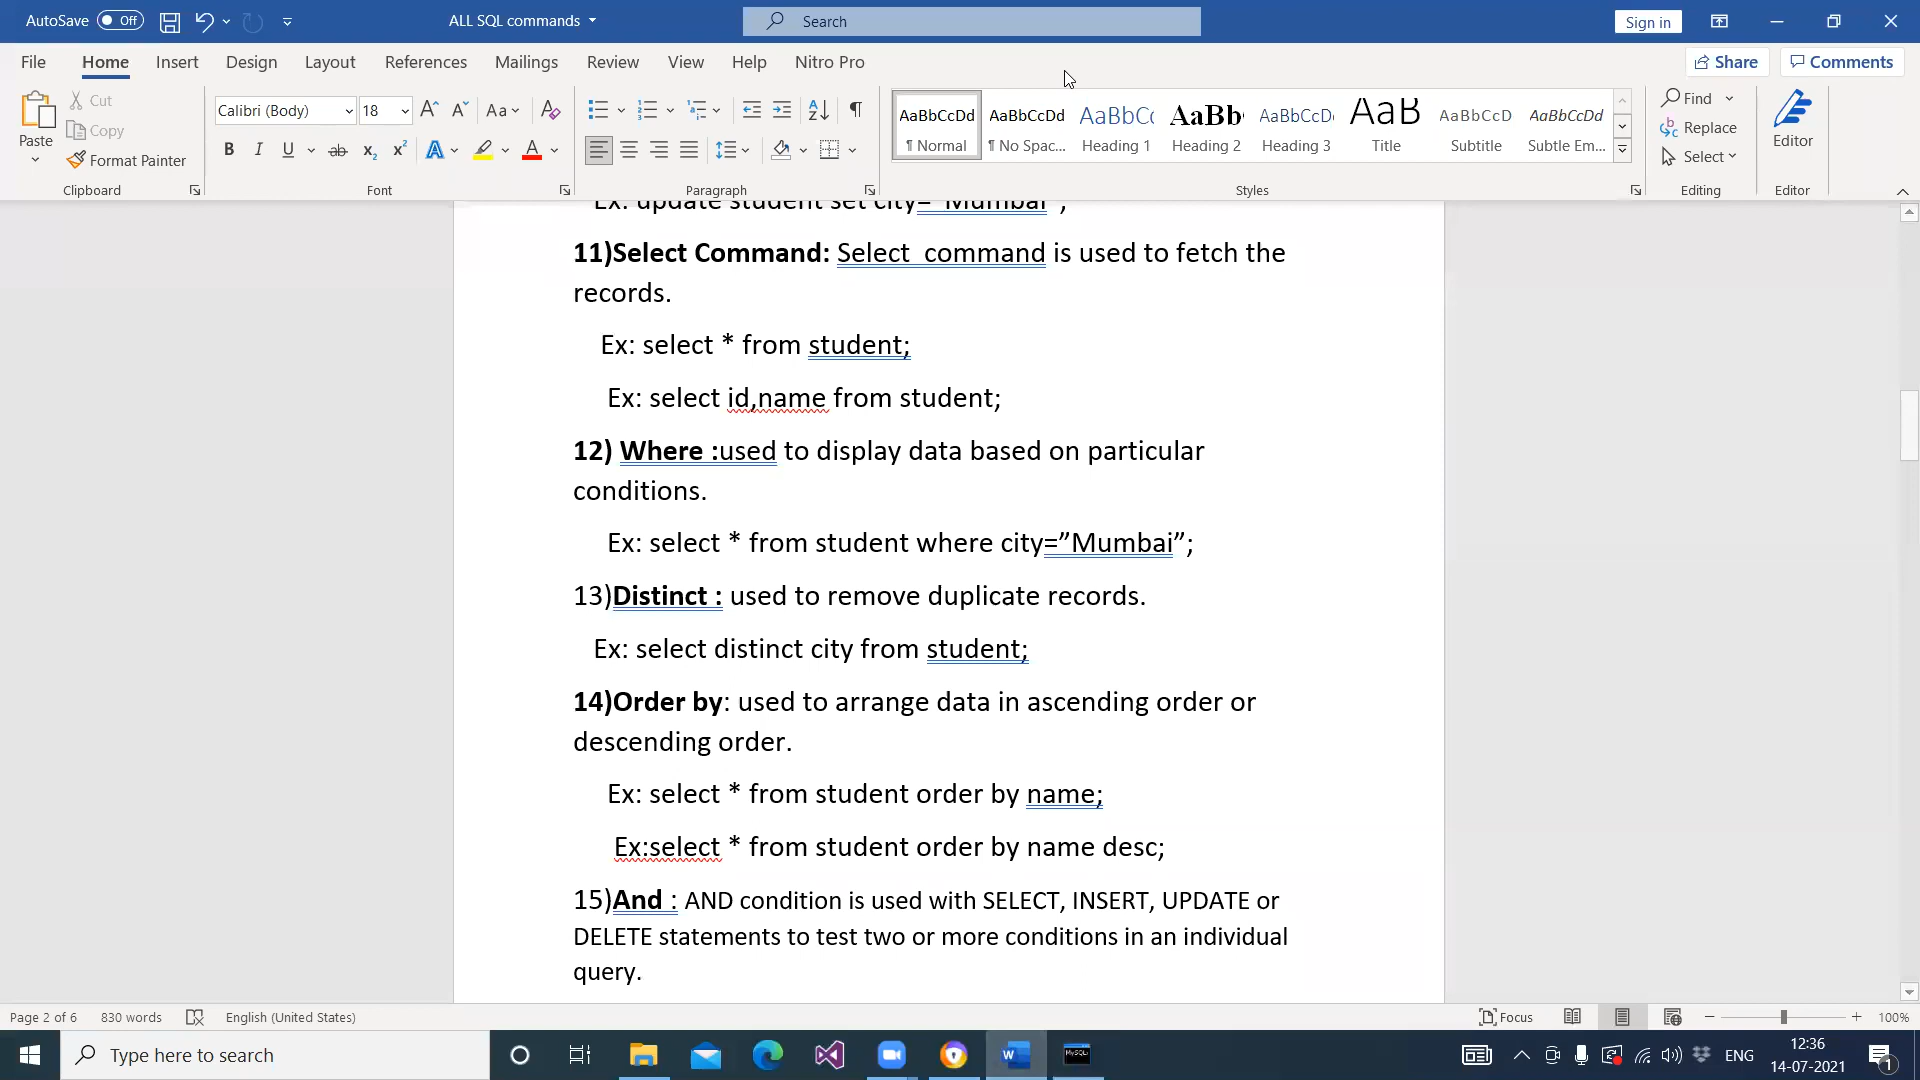 AutoSave Off
ALL SQL commands
Search
Sign in
File Home Insert Design Layout References Mailings Review View Help Nitro Pro
Share Comments
Paste
Cut
Copy
Format Painter
Clipboard
Calibri (Body) 18
Font
Paragraph
AaBbCcDd AaBbCcDd AaBbCc AaBb AaBbCcD AaB AaBbCcD AaBbCcDd
¶ Normal ¶ No Spac... Heading 1 Heading 2 Heading 3 Title Subtitle Subtle Em...
Styles
Find
Replace
Select
Editing
Editor
Editor
Ex: update student set city="Mumbai";
11)Select Command: Select  command is used to fetch the
records.
Ex: select * from student;
Ex: select id,name from student;
12) Where :used to display data based on particular
conditions.
Ex: select * from student where city=”Mumbai”;
13)Distinct : used to remove duplicate records.
Ex: select distinct city from student;
14)Order by: used to arrange data in ascending order or
descending order.
Ex: select * from student order by name;
Ex:select * from student order by name desc;
15)And : AND condition is used with SELECT, INSERT, UPDATE or
DELETE statements to test two or more conditions in an individual
query.
Page 2 of 6 830 words English (United States) Focus 100%
Type here to search
MySQL
ENG
12:36
14-07-2021
1